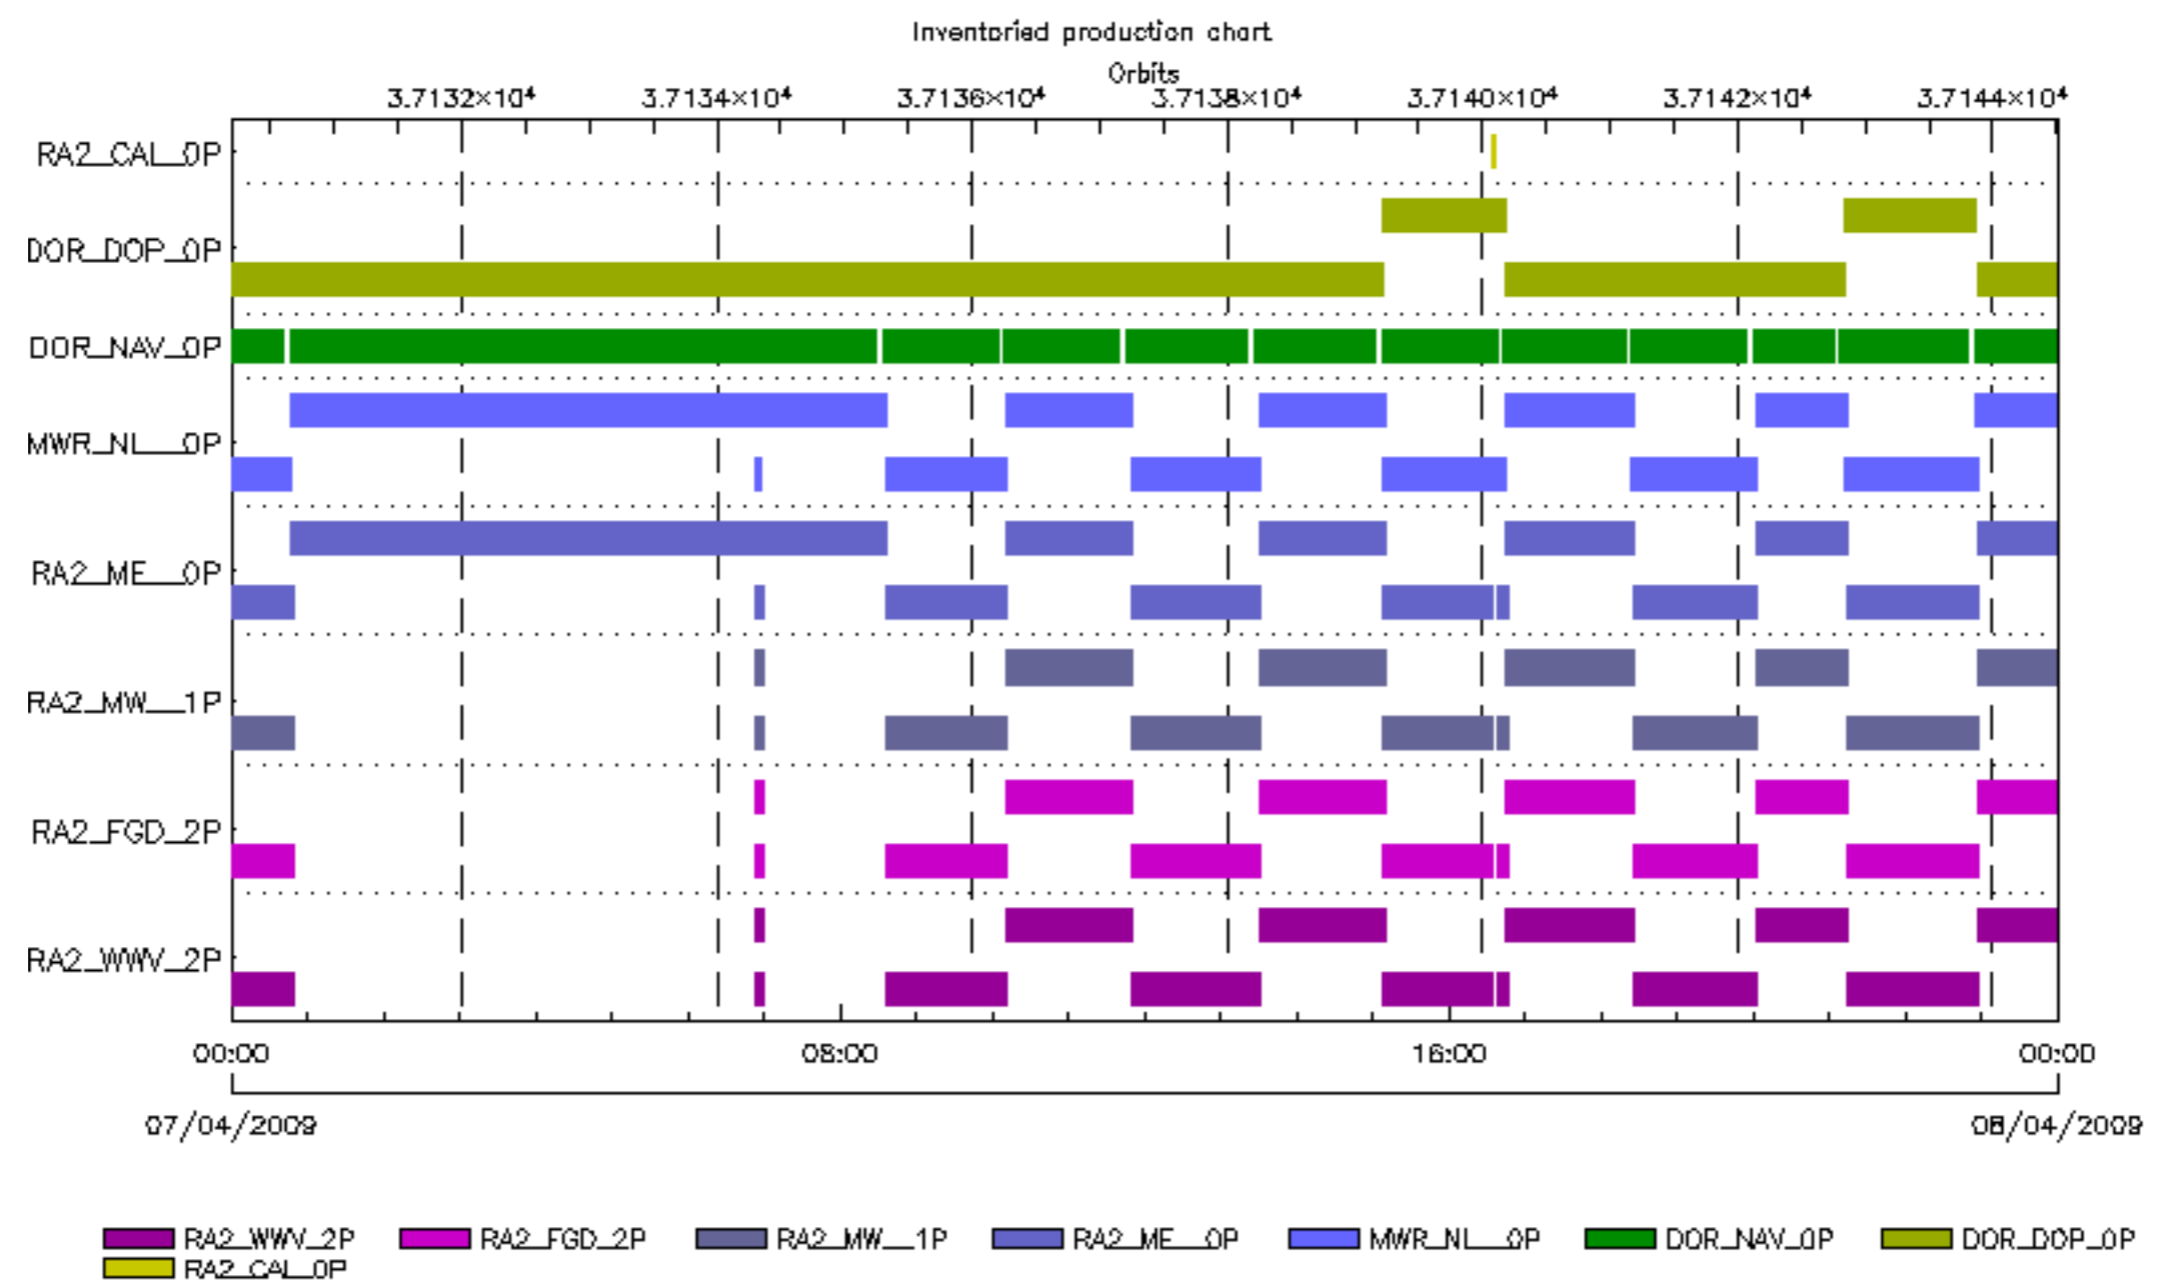 Inventoried production chart
Orbits
3.7132×10⁴ 3.7134×10⁴ 3.7136×10⁴ 3.7138×10⁴ 3.7140×10⁴ 3.7142×10⁴ 3.7144×10⁴
RA2_CAL_0P
DOR_DOP_0P
DOR_NAV_0P
MWR_NL__0P
RA2_ME__0P
RA2_MW__1P
RA2_FGD_2P
RA2_WWV_2P
00:00 08:00 16:00 00:00
07/04/2009 08/04/2009
RA2_WWV_2P RA2_FGD_2P RA2_MW__1P RA2_ME__0P MWR_NL__0P DOR_NAV_0P DOR_DOP_0P
RA2_CAL_0P